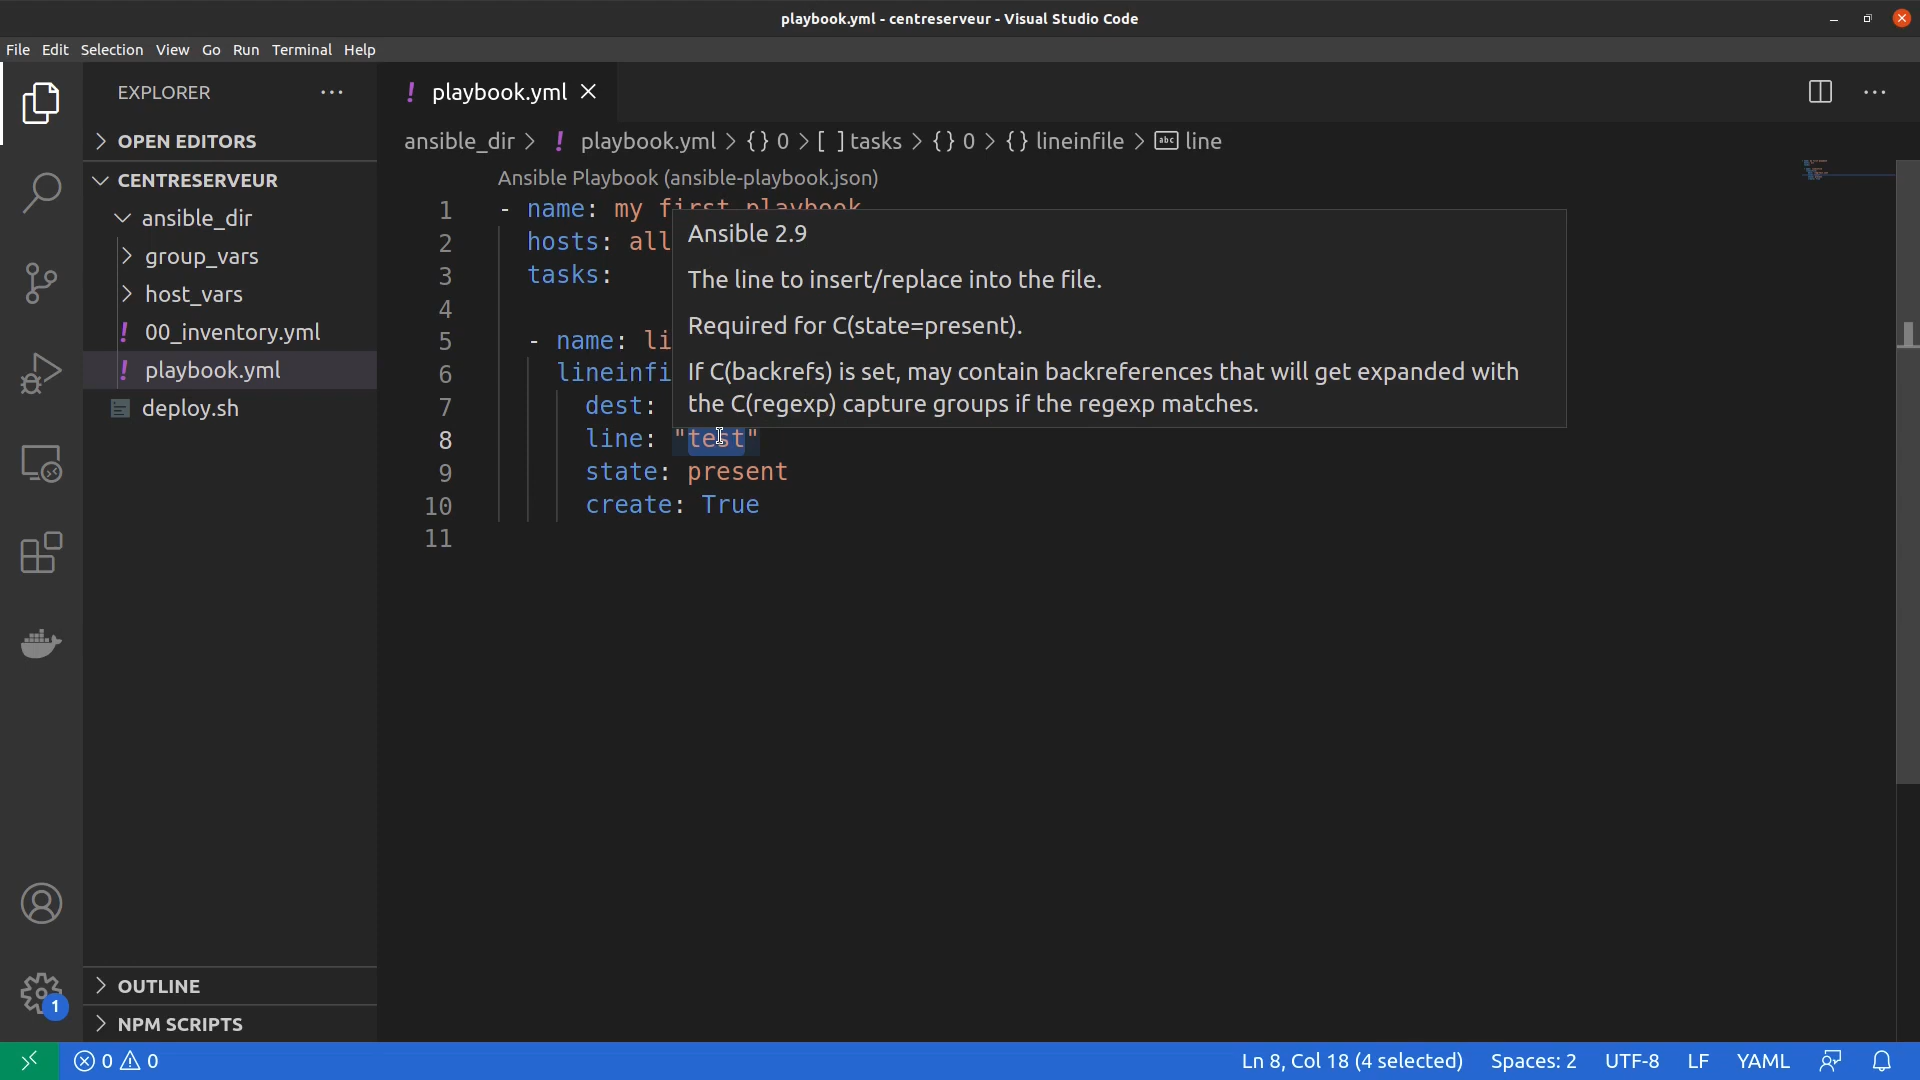 playbook.yml - centreserveur - Visual Studio Code
File Edit Selection View Go Run Terminal Help
EXPLORER
OPEN EDITORS
CENTRESERVEUR
ansible_dir
group_vars
host_vars
! 00_inventory.yml
! playbook.yml
deploy.sh
OUTLINE
NPM SCRIPTS
1
! playbook.yml
ansible_dir > ! playbook.yml > {} 0 > [ ] tasks > {} 0 > {} lineinfile > abc line
Ansible Playbook (ansible-playbook.json)
1 - name: my first playbook
2 hosts: all
3 tasks:
4
5 - name: li
6 lineinfi
7 dest:
8 line: "test"
9 state: present
10 create: True
11
Ansible 2.9
The line to insert/replace into the file.
Required for C(state=present).
If C(backrefs) is set, may contain backreferences that will get expanded with
the C(regexp) capture groups if the regexp matches.
0 0 Ln 8, Col 18 (4 selected) Spaces: 2 UTF-8 LF YAML